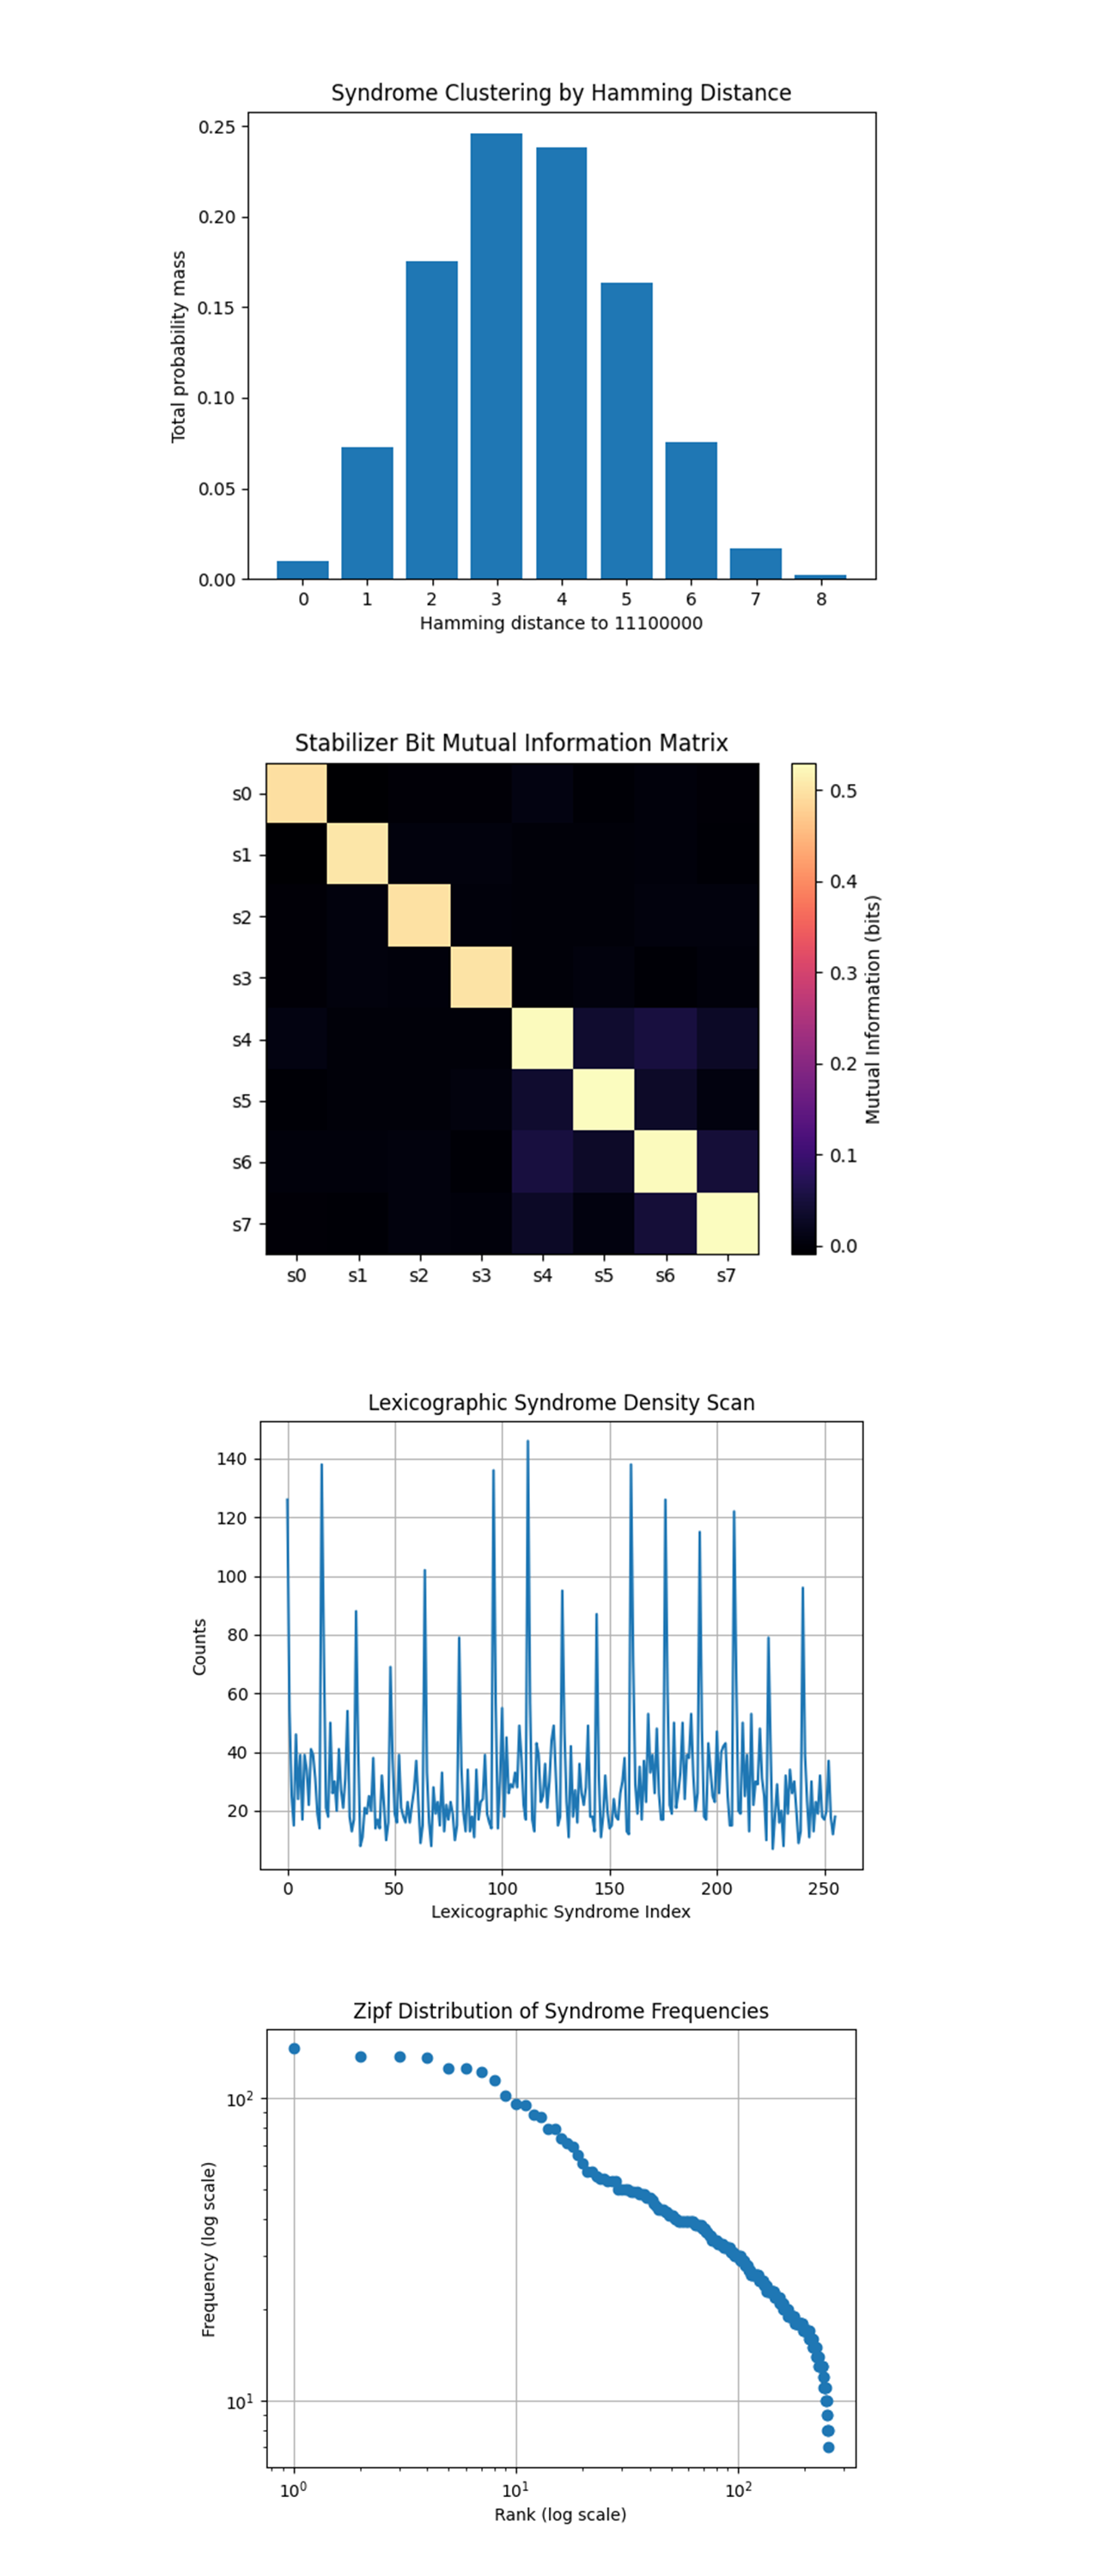 Syndrome Clustering by Hamming Distance
0.25
0.20
0.15
0.10
0.05
0.00
Total probability mass
0 1 2 3 4 5 6 7 8
Hamming distance to 11100000
Stabilizer Bit Mutual Information Matrix
s0
s1
s2
s3
s4
s5
s6
s7
s0 s1 s2 s3 s4 s5 s6 s7
0.5
0.4
0.3
0.2
0.1
0.0
Mutual Information (bits)
Lexicographic Syndrome Density Scan
140
120
100
80
60
40
20
Counts
0 50 100 150 200 250
Lexicographic Syndrome Index
Zipf Distribution of Syndrome Frequencies
10²
10¹
Frequency (log scale)
10⁰ 10¹ 10²
Rank (log scale)